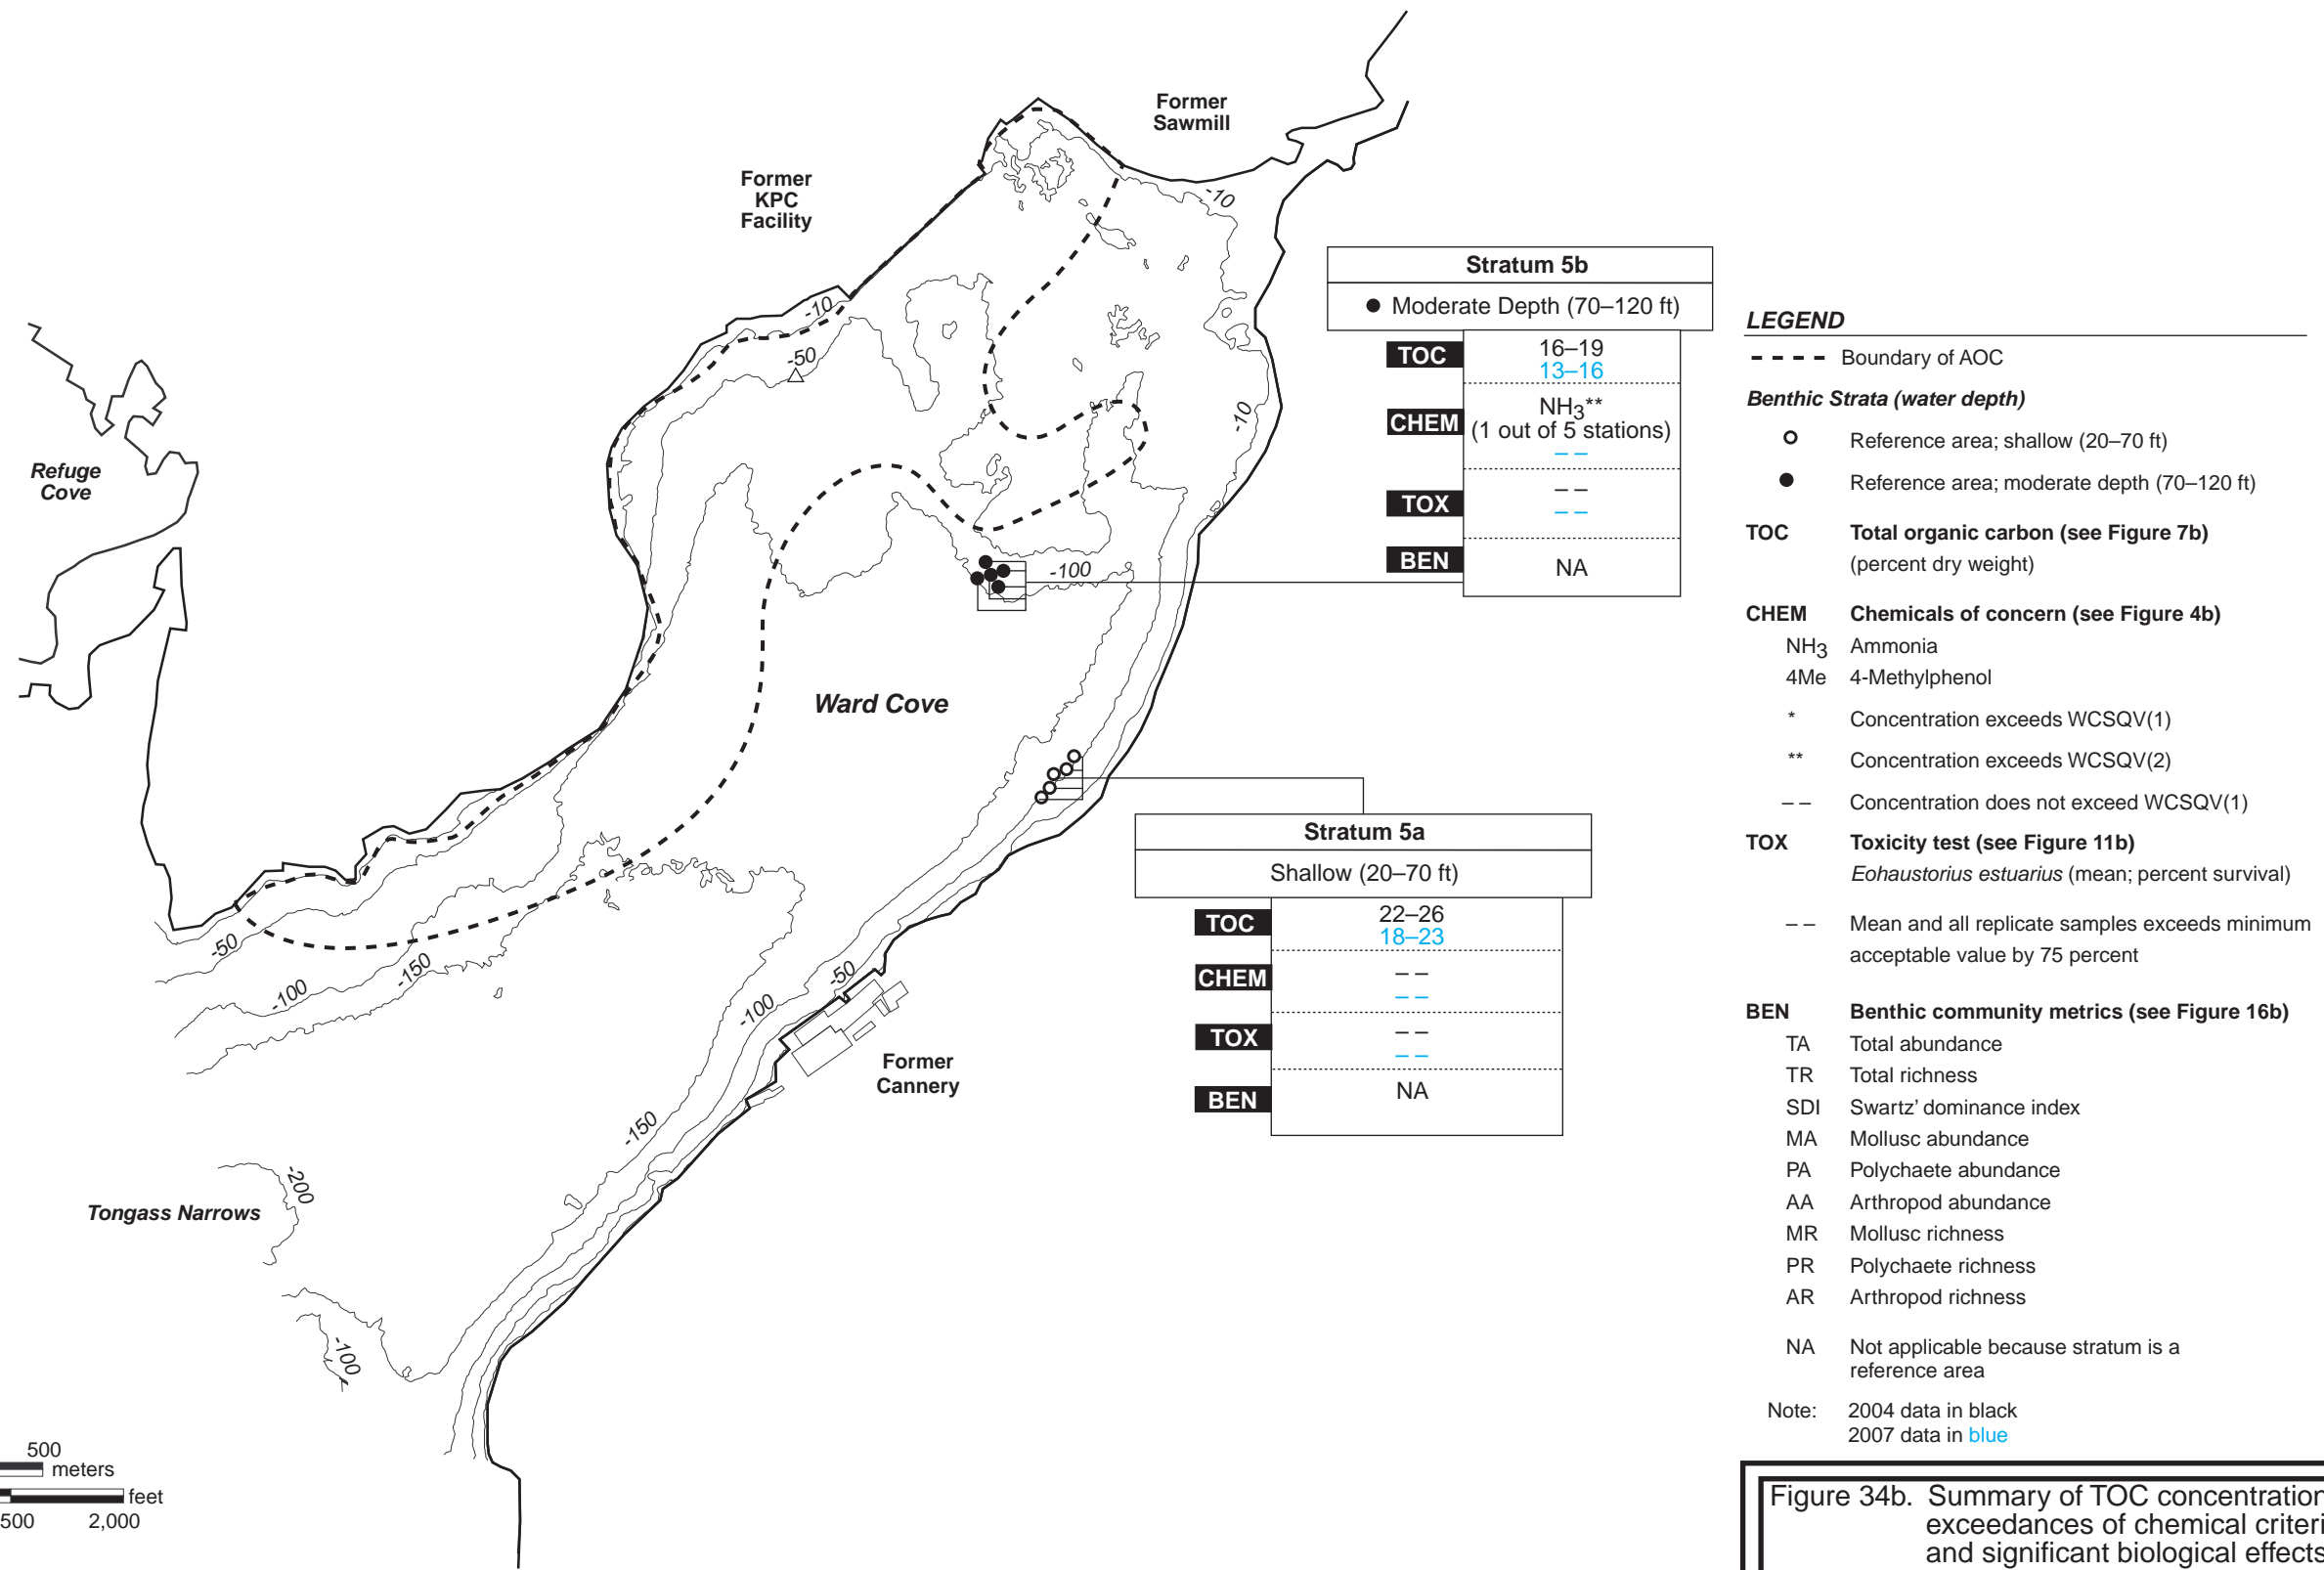 Former
Sawmill
Former
KPC
Facility
-10
-10
-50
-10
Refuge
Cove
-100
Ward Cove
Stratum 5b
● Moderate Depth (70–120 ft)
TOC
16–19
13–16
CHEM
NH3**
(1 out of 5 stations)
– –
TOX
– –
– –
BEN
NA
Stratum 5a
Shallow (20–70 ft)
TOC
22–26
18–23
CHEM
– –
– –
TOX
– –
– –
BEN
NA
-50
-100
-150
-50
-100
-150
Former
Cannery
-200
Tongass Narrows
-100
500
meters
feet
500 2,000
LEGEND
Boundary of AOC
Benthic Strata (water depth)
Reference area; shallow (20–70 ft)
Reference area; moderate depth (70–120 ft)
TOC Total organic carbon (see Figure 7b)
(percent dry weight)
CHEM Chemicals of concern (see Figure 4b)
NH3 Ammonia
4Me 4-Methylphenol
* Concentration exceeds WCSQV(1)
** Concentration exceeds WCSQV(2)
– – Concentration does not exceed WCSQV(1)
TOX Toxicity test (see Figure 11b)
Eohaustorius estuarius (mean; percent survival)
– – Mean and all replicate samples exceeds minimum
acceptable value by 75 percent
BEN Benthic community metrics (see Figure 16b)
TA Total abundance
TR Total richness
SDI Swartz’ dominance index
MA Mollusc abundance
PA Polychaete abundance
AA Arthropod abundance
MR Mollusc richness
PR Polychaete richness
AR Arthropod richness
NA Not applicable because stratum is a
reference area
Note: 2004 data in black
2007 data in blue
Figure 34b. Summary of TOC concentration
exceedances of chemical criteri
and significant biological effects